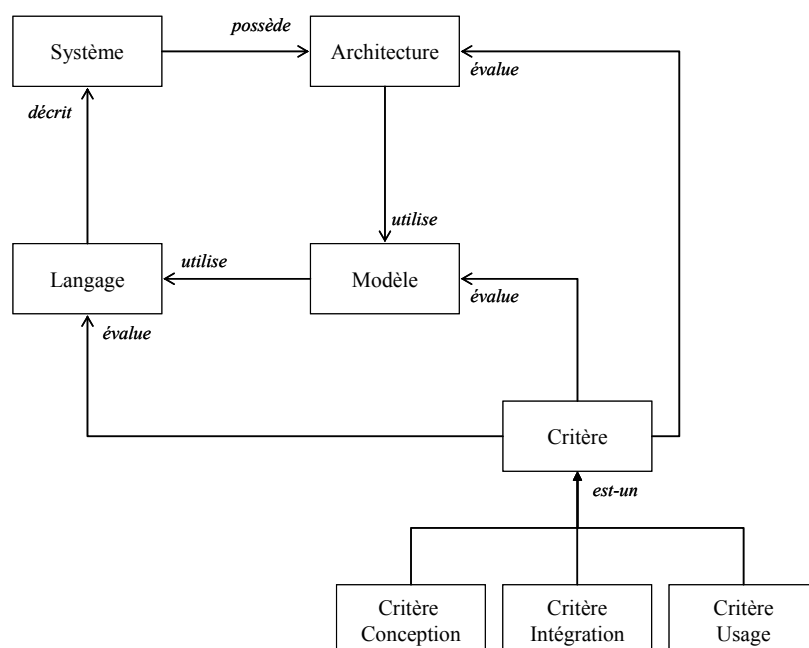 possède
Système
Architecture
évalue
décrit
utilise
utilise
Langage
Modèle
évalue
évalue
Critère
est-un
Critère
Conception
Critère
Intégration
Critère
Usage